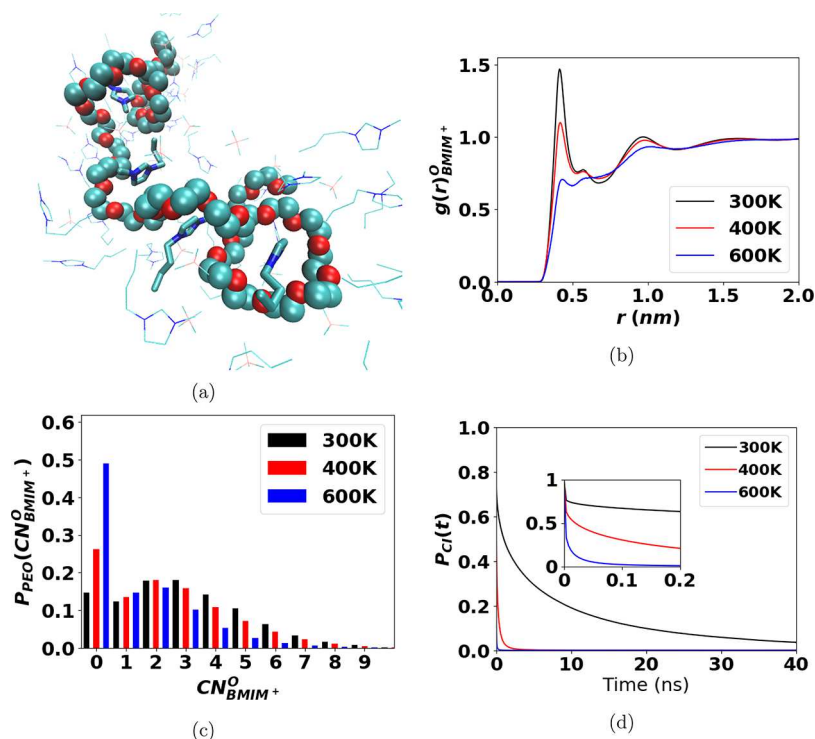 (a)
g(r)^O_BMIM+
1.5
1.0
0.5
0.0
300K
400K
600K
0.0 0.5 1.0 1.5 2.0
r (nm)
(b)
P_PEO(CN^O_BMIM+)
0.6
0.5
0.4
0.3
0.2
0.1
0.0
300K
400K
600K
0 1 2 3 4 5 6 7 8 9
CN^O_BMIM+
(c)
P_CI(t)
1.0
0.8
0.6
0.4
0.2
0.0
300K
400K
600K
1
0.5
0
0 0.1 0.2
0 10 20 30 40
Time (ns)
(d)